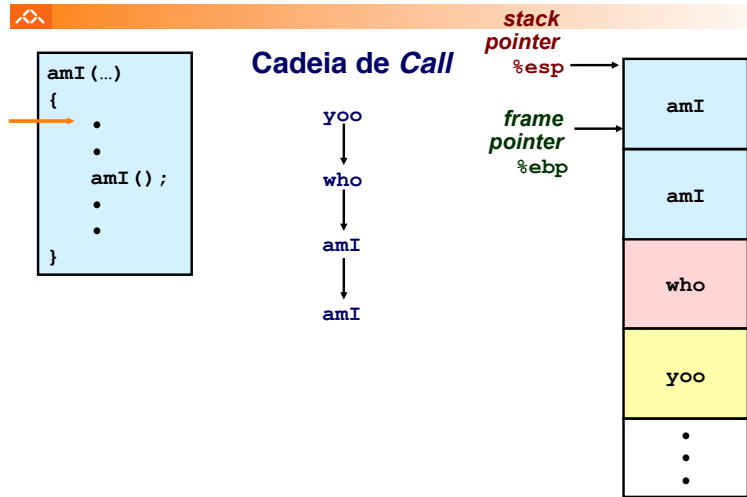 amI(…)
{
•
•
amI();
•
•
}
Cadeia de Call
yoo
who
amI
amI
stack
pointer
%esp
frame
pointer
%ebp
amI
amI
who
yoo
•
•
•